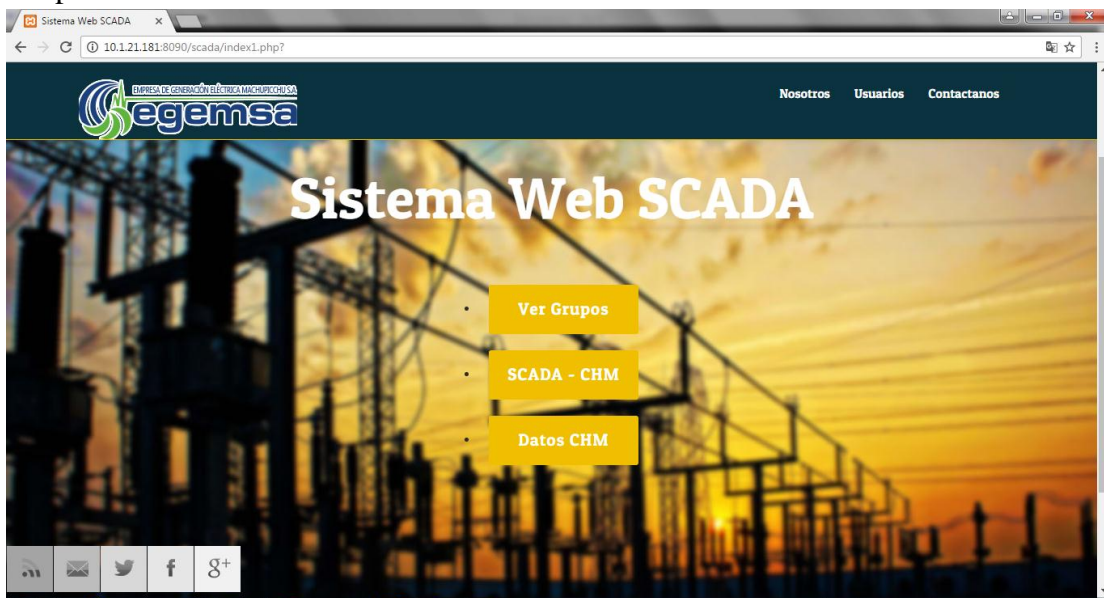 Sistema Web SCADA
10.1.21.181:8090/scada/index1.php?
EMPRESA DE GENERACIÓN ELÉCTRICA MACHUPICCHU S.A.
egemsa
Nosotros Usuarios Contactanos
Sistema Web SCADA
Ver Grupos
SCADA - CHM
Datos CHM
f g+